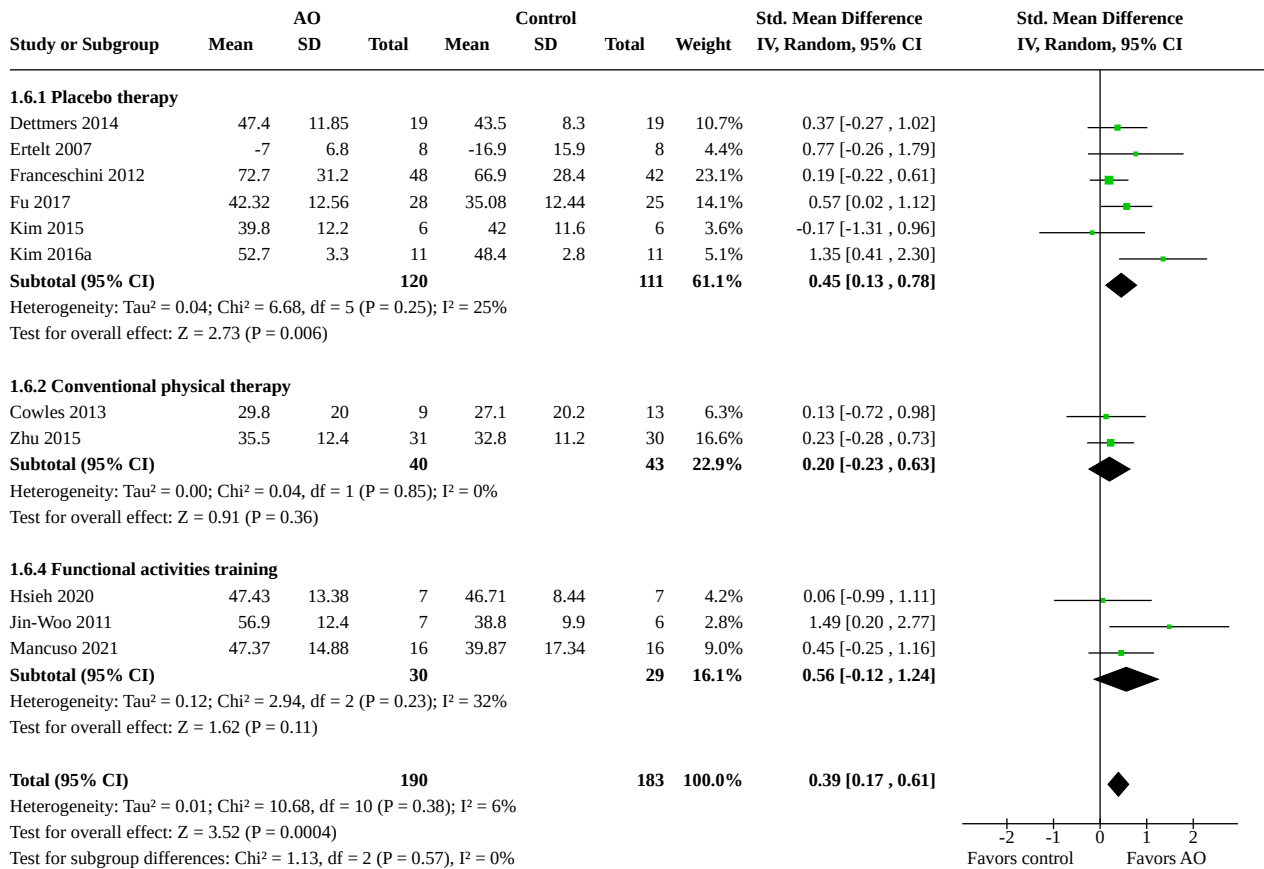 AO Control Std. Mean Difference Std. Mean Difference
Study or Subgroup Mean SD Total Mean SD Total Weight IV, Random, 95% CI IV, Random, 95% CI
1.6.1 Placebo therapy
Dettmers 2014 47.4 11.85 19 43.5 8.3 19 10.7% 0.37 [-0.27 , 1.02]
Ertelt 2007 -7 6.8 8 -16.9 15.9 8 4.4% 0.77 [-0.26 , 1.79]
Franceschini 2012 72.7 31.2 48 66.9 28.4 42 23.1% 0.19 [-0.22 , 0.61]
Fu 2017 42.32 12.56 28 35.08 12.44 25 14.1% 0.57 [0.02 , 1.12]
Kim 2015 39.8 12.2 6 42 11.6 6 3.6% -0.17 [-1.31 , 0.96]
Kim 2016a 52.7 3.3 11 48.4 2.8 11 5.1% 1.35 [0.41 , 2.30]
Subtotal (95% CI) 120 111 61.1% 0.45 [0.13 , 0.78]
Heterogeneity: Tau² = 0.04; Chi² = 6.68, df = 5 (P = 0.25); I² = 25%
Test for overall effect: Z = 2.73 (P = 0.006)
1.6.2 Conventional physical therapy
Cowles 2013 29.8 20 9 27.1 20.2 13 6.3% 0.13 [-0.72 , 0.98]
Zhu 2015 35.5 12.4 31 32.8 11.2 30 16.6% 0.23 [-0.28 , 0.73]
Subtotal (95% CI) 40 43 22.9% 0.20 [-0.23 , 0.63]
Heterogeneity: Tau² = 0.00; Chi² = 0.04, df = 1 (P = 0.85); I² = 0%
Test for overall effect: Z = 0.91 (P = 0.36)
1.6.4 Functional activities training
Hsieh 2020 47.43 13.38 7 46.71 8.44 7 4.2% 0.06 [-0.99 , 1.11]
Jin-Woo 2011 56.9 12.4 7 38.8 9.9 6 2.8% 1.49 [0.20 , 2.77]
Mancuso 2021 47.37 14.88 16 39.87 17.34 16 9.0% 0.45 [-0.25 , 1.16]
Subtotal (95% CI) 30 29 16.1% 0.56 [-0.12 , 1.24]
Heterogeneity: Tau² = 0.12; Chi² = 2.94, df = 2 (P = 0.23); I² = 32%
Test for overall effect: Z = 1.62 (P = 0.11)
Total (95% CI) 190 183 100.0% 0.39 [0.17 , 0.61]
Heterogeneity: Tau² = 0.01; Chi² = 10.68, df = 10 (P = 0.38); I² = 6%
Test for overall effect: Z = 3.52 (P = 0.0004)
-2 -1 0 1 2
Test for subgroup differences: Chi² = 1.13, df = 2 (P = 0.57), I² = 0% Favors control Favors AO